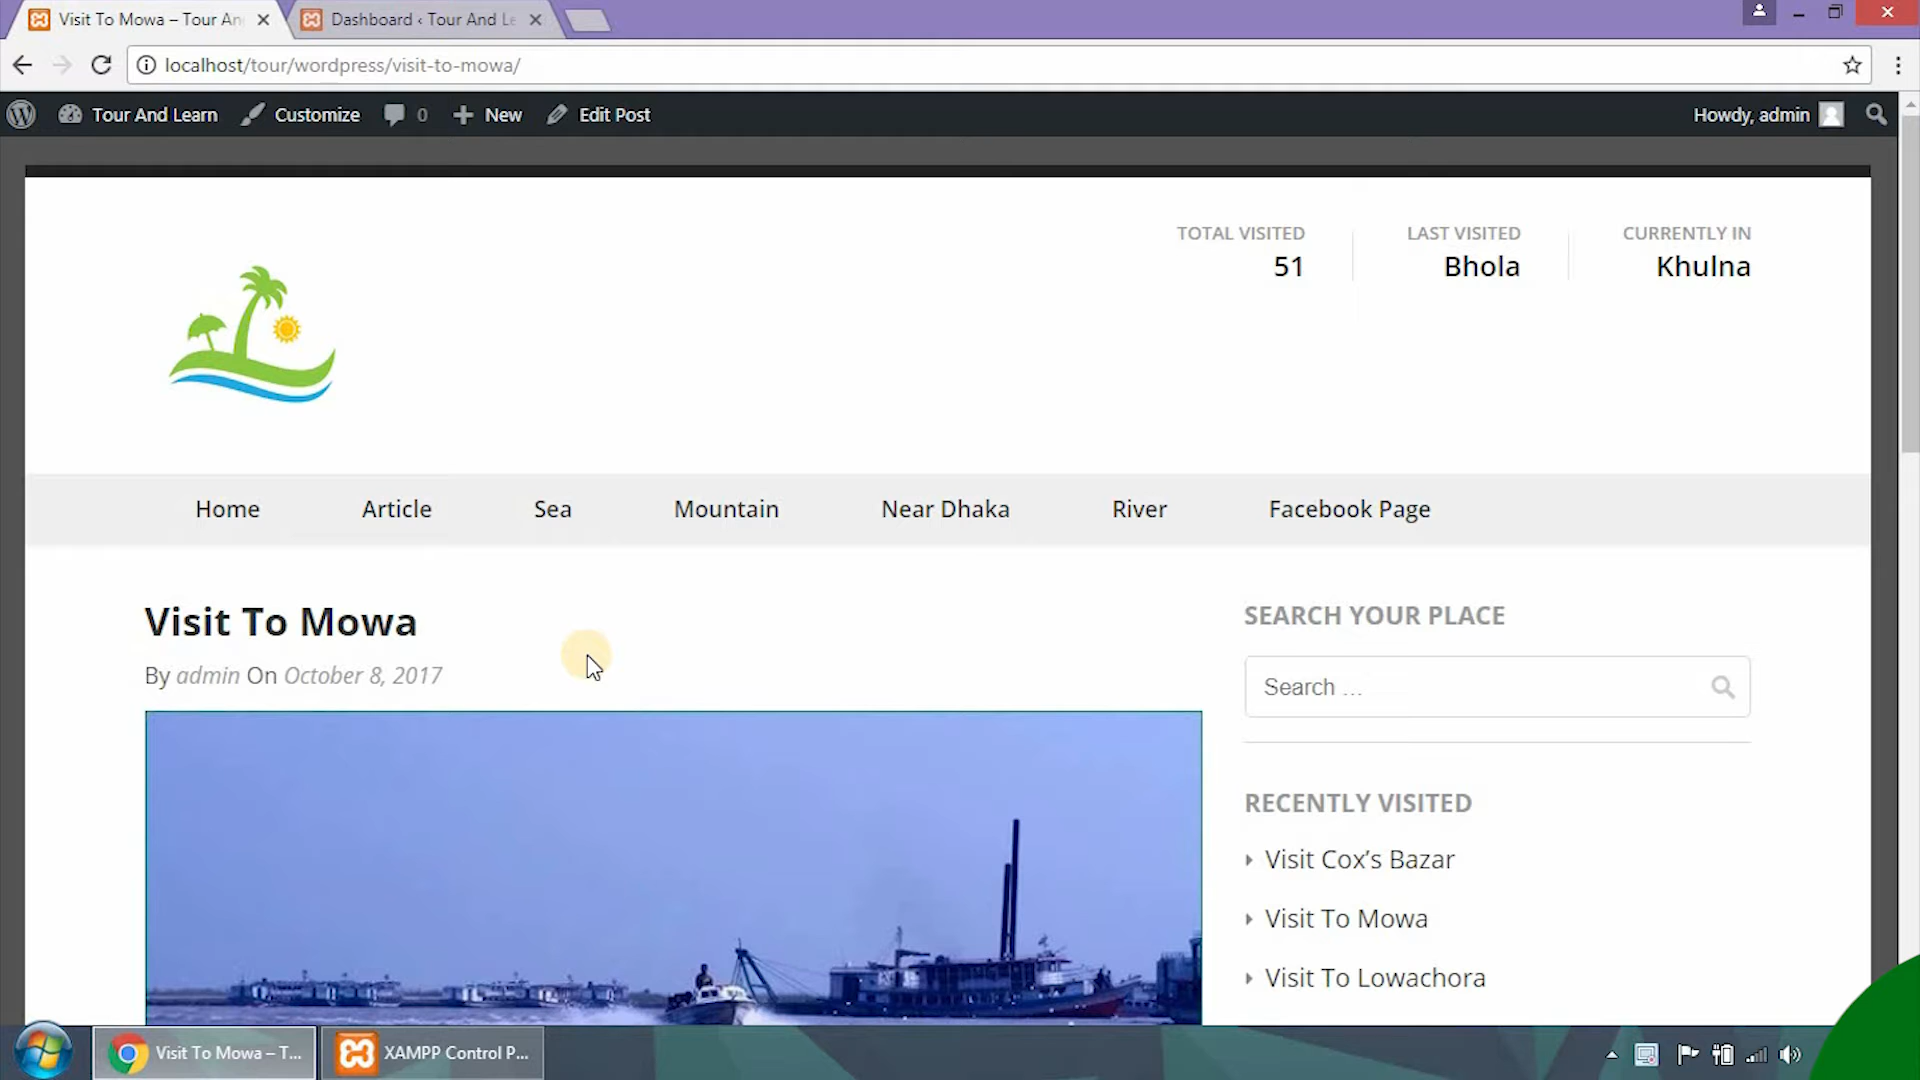 Visit To Mowa – Tour An
Dashboard ‹ Tour And Le
localhost/tour/wordpress/visit-to-mowa/
Tour And Learn Customize 0 New Edit Post Howdy, admin
TOTAL VISITED
51
LAST VISITED
Bhola
CURRENTLY IN
Khulna
Home Article Sea Mountain Near Dhaka River Facebook Page
Visit To Mowa
By admin On October 8, 2017
SEARCH YOUR PLACE
Search ...
RECENTLY VISITED
Visit Cox’s Bazar
Visit To Mowa
Visit To Lowachora
Visit To Mowa – T...
XAMPP Control P...